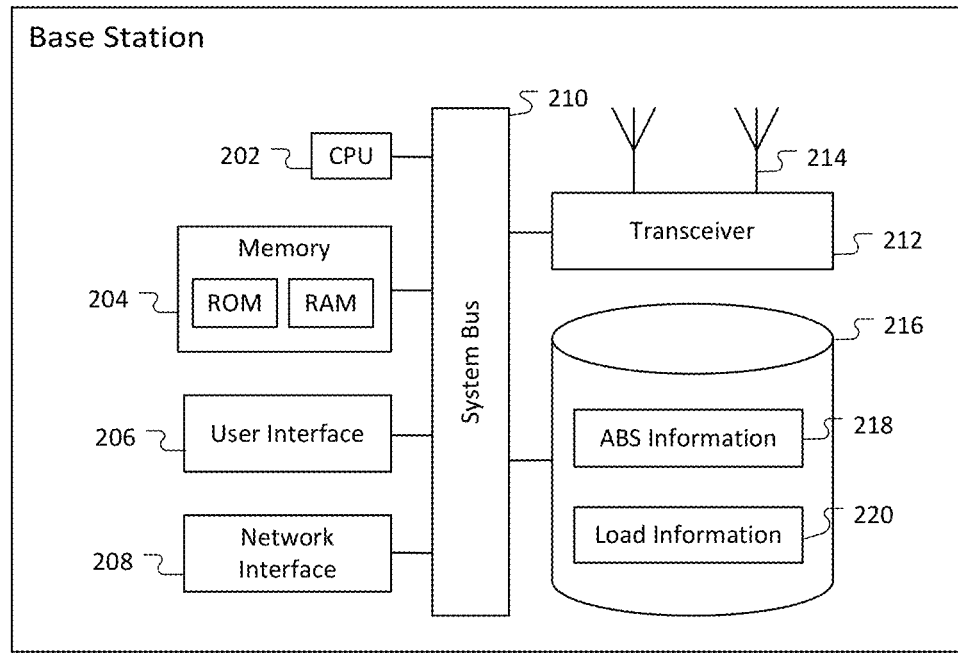 Base Station
210
202
CPU
214
Transceiver
212
Memory
204
ROM
RAM
System Bus
216
206
User Interface
ABS Information
218
208
Network
Interface
Load Information
220